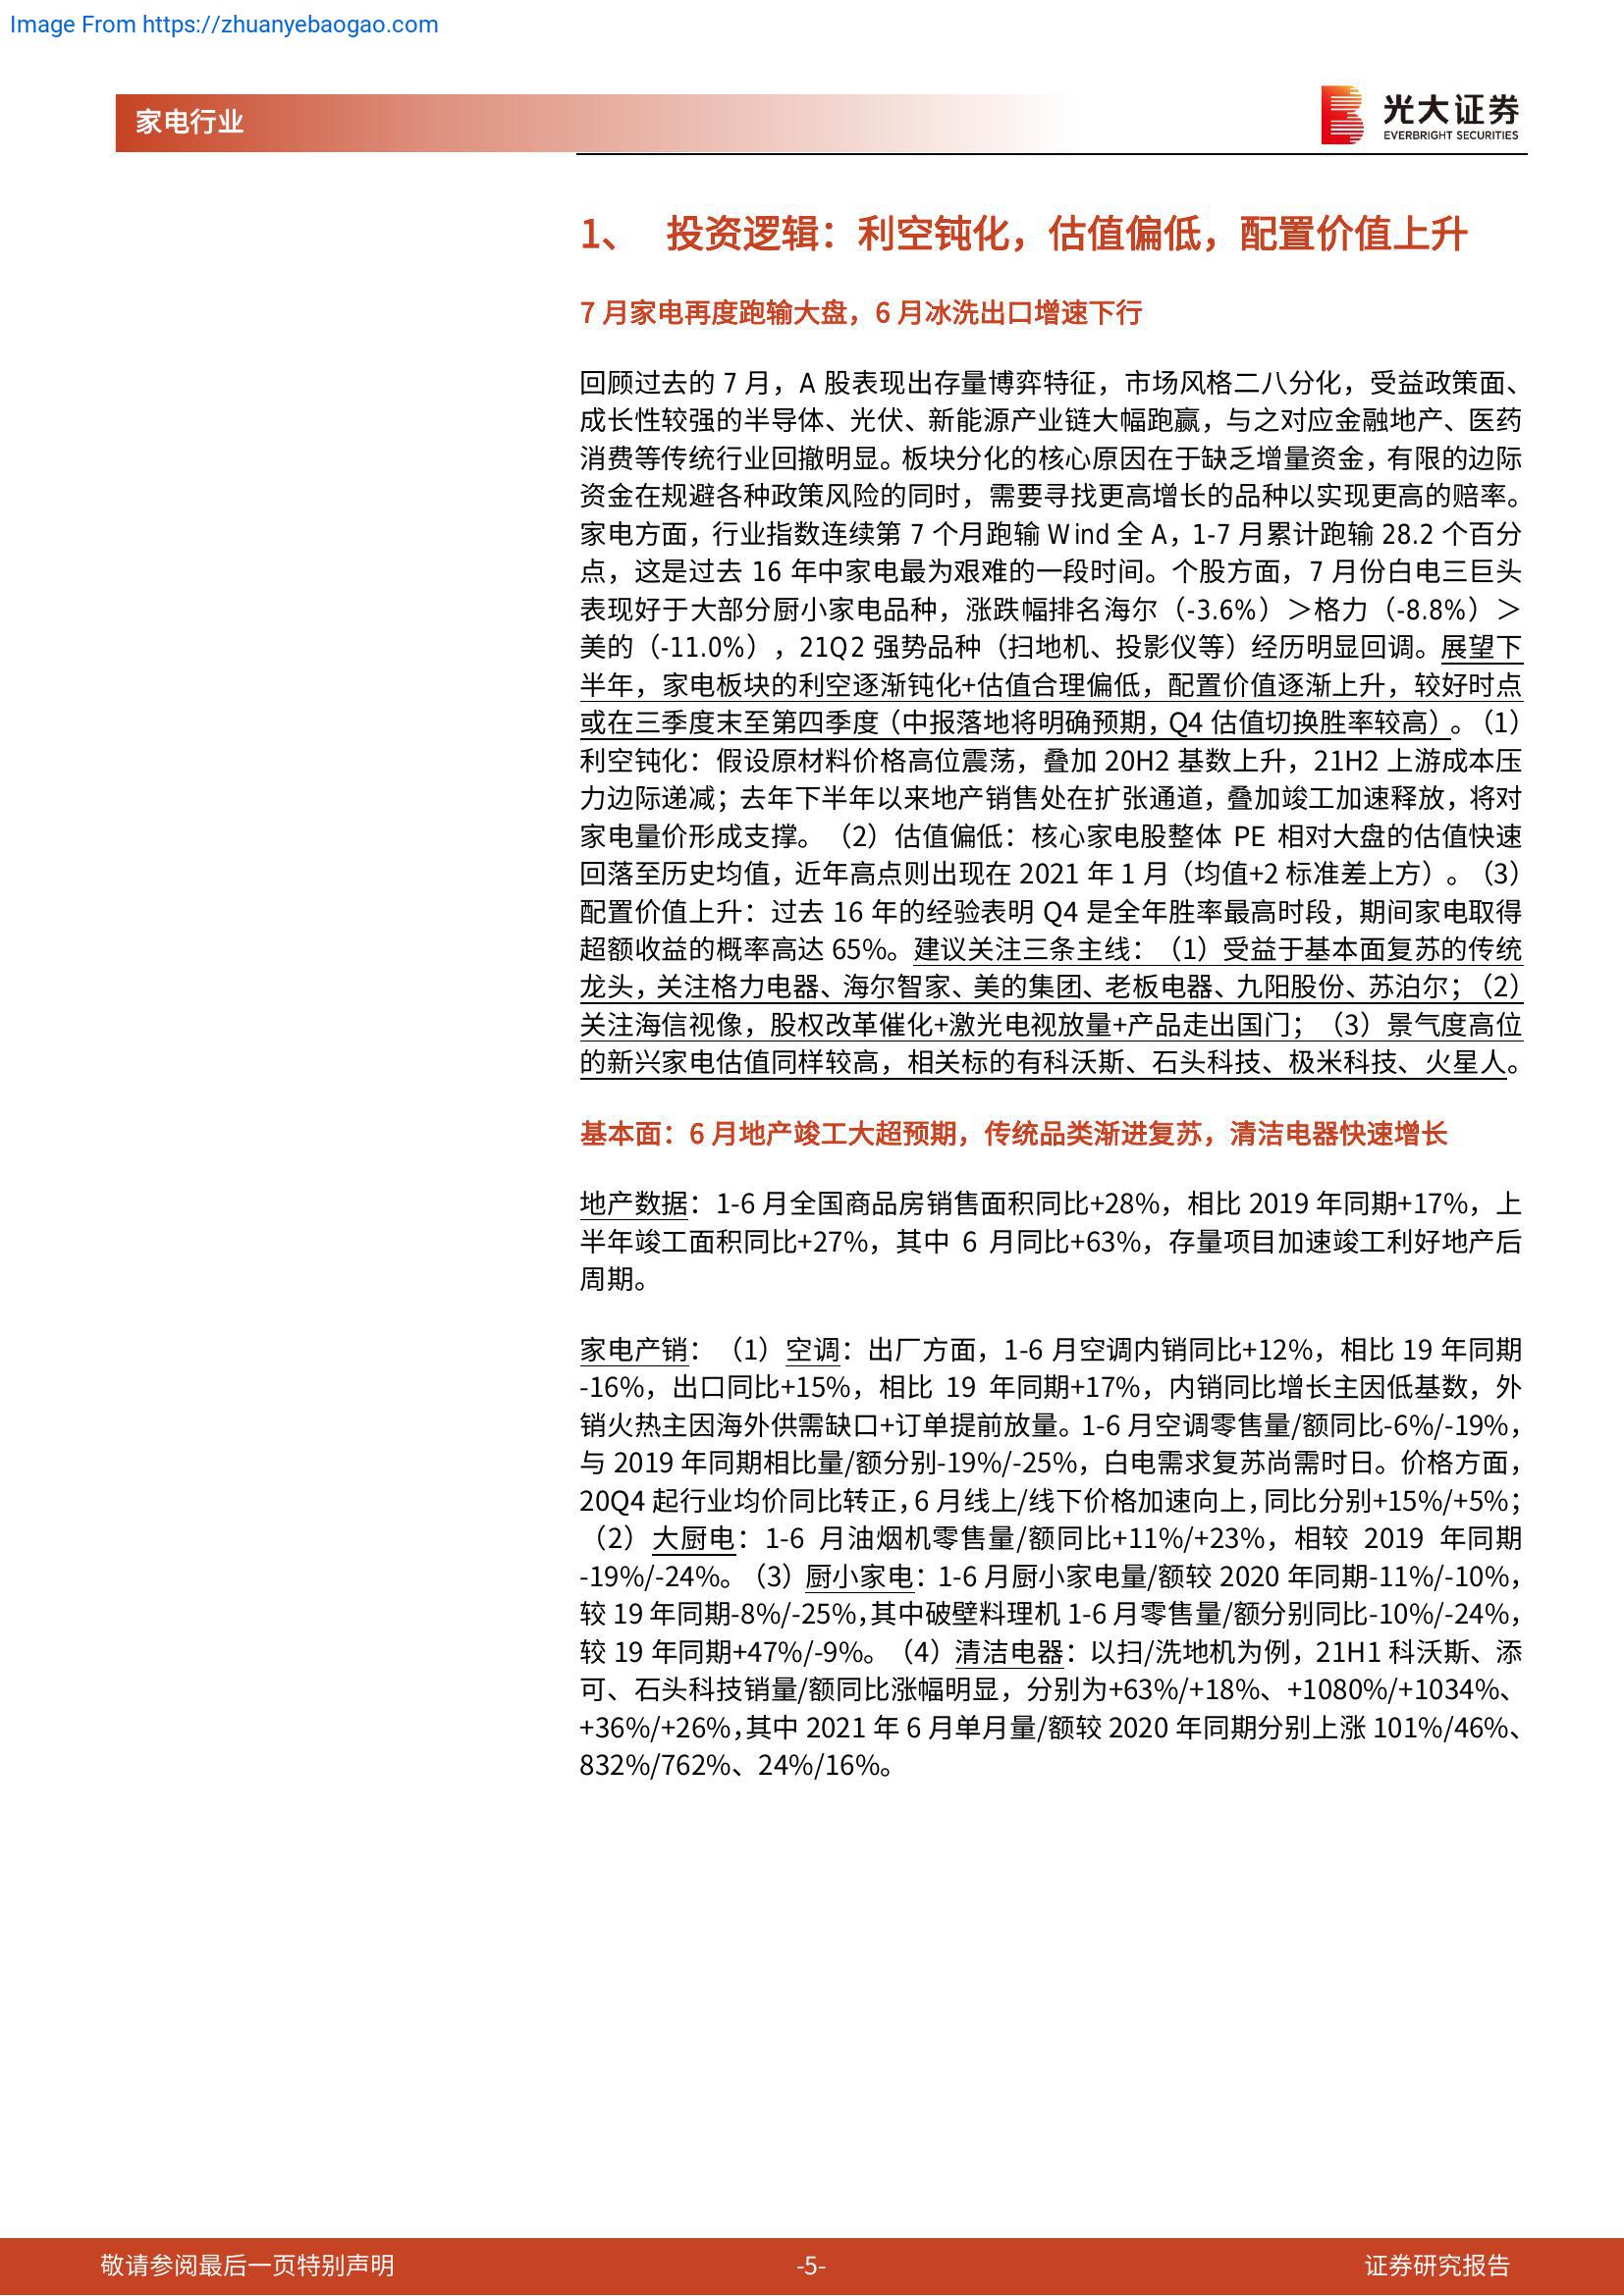 Image From https://zhuanyebaogao.com
家电行业
光大证券
EVERBRIGHT SECURITIES
1、 投资逻辑：利空钝化，估值偏低，配置价值上升
7 月家电再度跑输大盘，6 月冰洗出口增速下行
回顾过去的 7 月，A 股表现出存量博弈特征，市场风格二八分化，受益政策面、
成长性较强的半导体、光伏、新能源产业链大幅跑赢，与之对应金融地产、医药
消费等传统行业回撤明显。板块分化的核心原因在于缺乏增量资金，有限的边际
资金在规避各种政策风险的同时，需要寻找更高增长的品种以实现更高的赔率。
家电方面，行业指数连续第 7 个月跑输 Wind 全 A，1-7 月累计跑输 28.2 个百分
点，这是过去 16 年中家电最为艰难的一段时间。个股方面，7 月份白电三巨头
表现好于大部分厨小家电品种，涨跌幅排名海尔（-3.6%）＞格力（-8.8%）＞
美的（-11.0%），21Q2 强势品种（扫地机、投影仪等）经历明显回调。展望下
半年，家电板块的利空逐渐钝化+估值合理偏低，配置价值逐渐上升，较好时点
或在三季度末至第四季度（中报落地将明确预期，Q4 估值切换胜率较高）。（1）
利空钝化：假设原材料价格高位震荡，叠加 20H2 基数上升，21H2 上游成本压
力边际递减；去年下半年以来地产销售处在扩张通道，叠加竣工加速释放，将对
家电量价形成支撑。（2）估值偏低：核心家电股整体 PE 相对大盘的估值快速
回落至历史均值，近年高点则出现在 2021 年 1 月（均值+2 标准差上方）。（3）
配置价值上升：过去 16 年的经验表明 Q4 是全年胜率最高时段，期间家电取得
超额收益的概率高达 65%。建议关注三条主线：（1）受益于基本面复苏的传统
龙头，关注格力电器、海尔智家、美的集团、老板电器、九阳股份、苏泊尔；（2）
关注海信视像，股权改革催化+激光电视放量+产品走出国门；（3）景气度高位
的新兴家电估值同样较高，相关标的有科沃斯、石头科技、极米科技、火星人。
基本面：6 月地产竣工大超预期，传统品类渐进复苏，清洁电器快速增长
地产数据：1-6 月全国商品房销售面积同比+28%，相比 2019 年同期+17%，上
半年竣工面积同比+27%，其中 6 月同比+63%，存量项目加速竣工利好地产后
周期。
家电产销：（1）空调：出厂方面，1-6 月空调内销同比+12%，相比 19 年同期
-16%，出口同比+15%，相比 19 年同期+17%，内销同比增长主因低基数，外
销火热主因海外供需缺口+订单提前放量。1-6 月空调零售量/额同比-6%/-19%，
与 2019 年同期相比量/额分别-19%/-25%，白电需求复苏尚需时日。价格方面，
20Q4 起行业均价同比转正，6 月线上/线下价格加速向上，同比分别+15%/+5%；
（2）大厨电：1-6 月油烟机零售量/额同比+11%/+23%，相较 2019 年同期
-19%/-24%。（3）厨小家电：1-6 月厨小家电量/额较 2020 年同期-11%/-10%，
较 19 年同期-8%/-25%，其中破壁料理机 1-6 月零售量/额分别同比-10%/-24%，
较 19 年同期+47%/-9%。（4）清洁电器：以扫/洗地机为例，21H1 科沃斯、添
可、石头科技销量/额同比涨幅明显，分别为+63%/+18%、+1080%/+1034%、
+36%/+26%，其中 2021 年 6 月单月量/额较 2020 年同期分别上涨 101%/46%、
832%/762%、24%/16%。
敬请参阅最后一页特别声明
-5-
证券研究报告